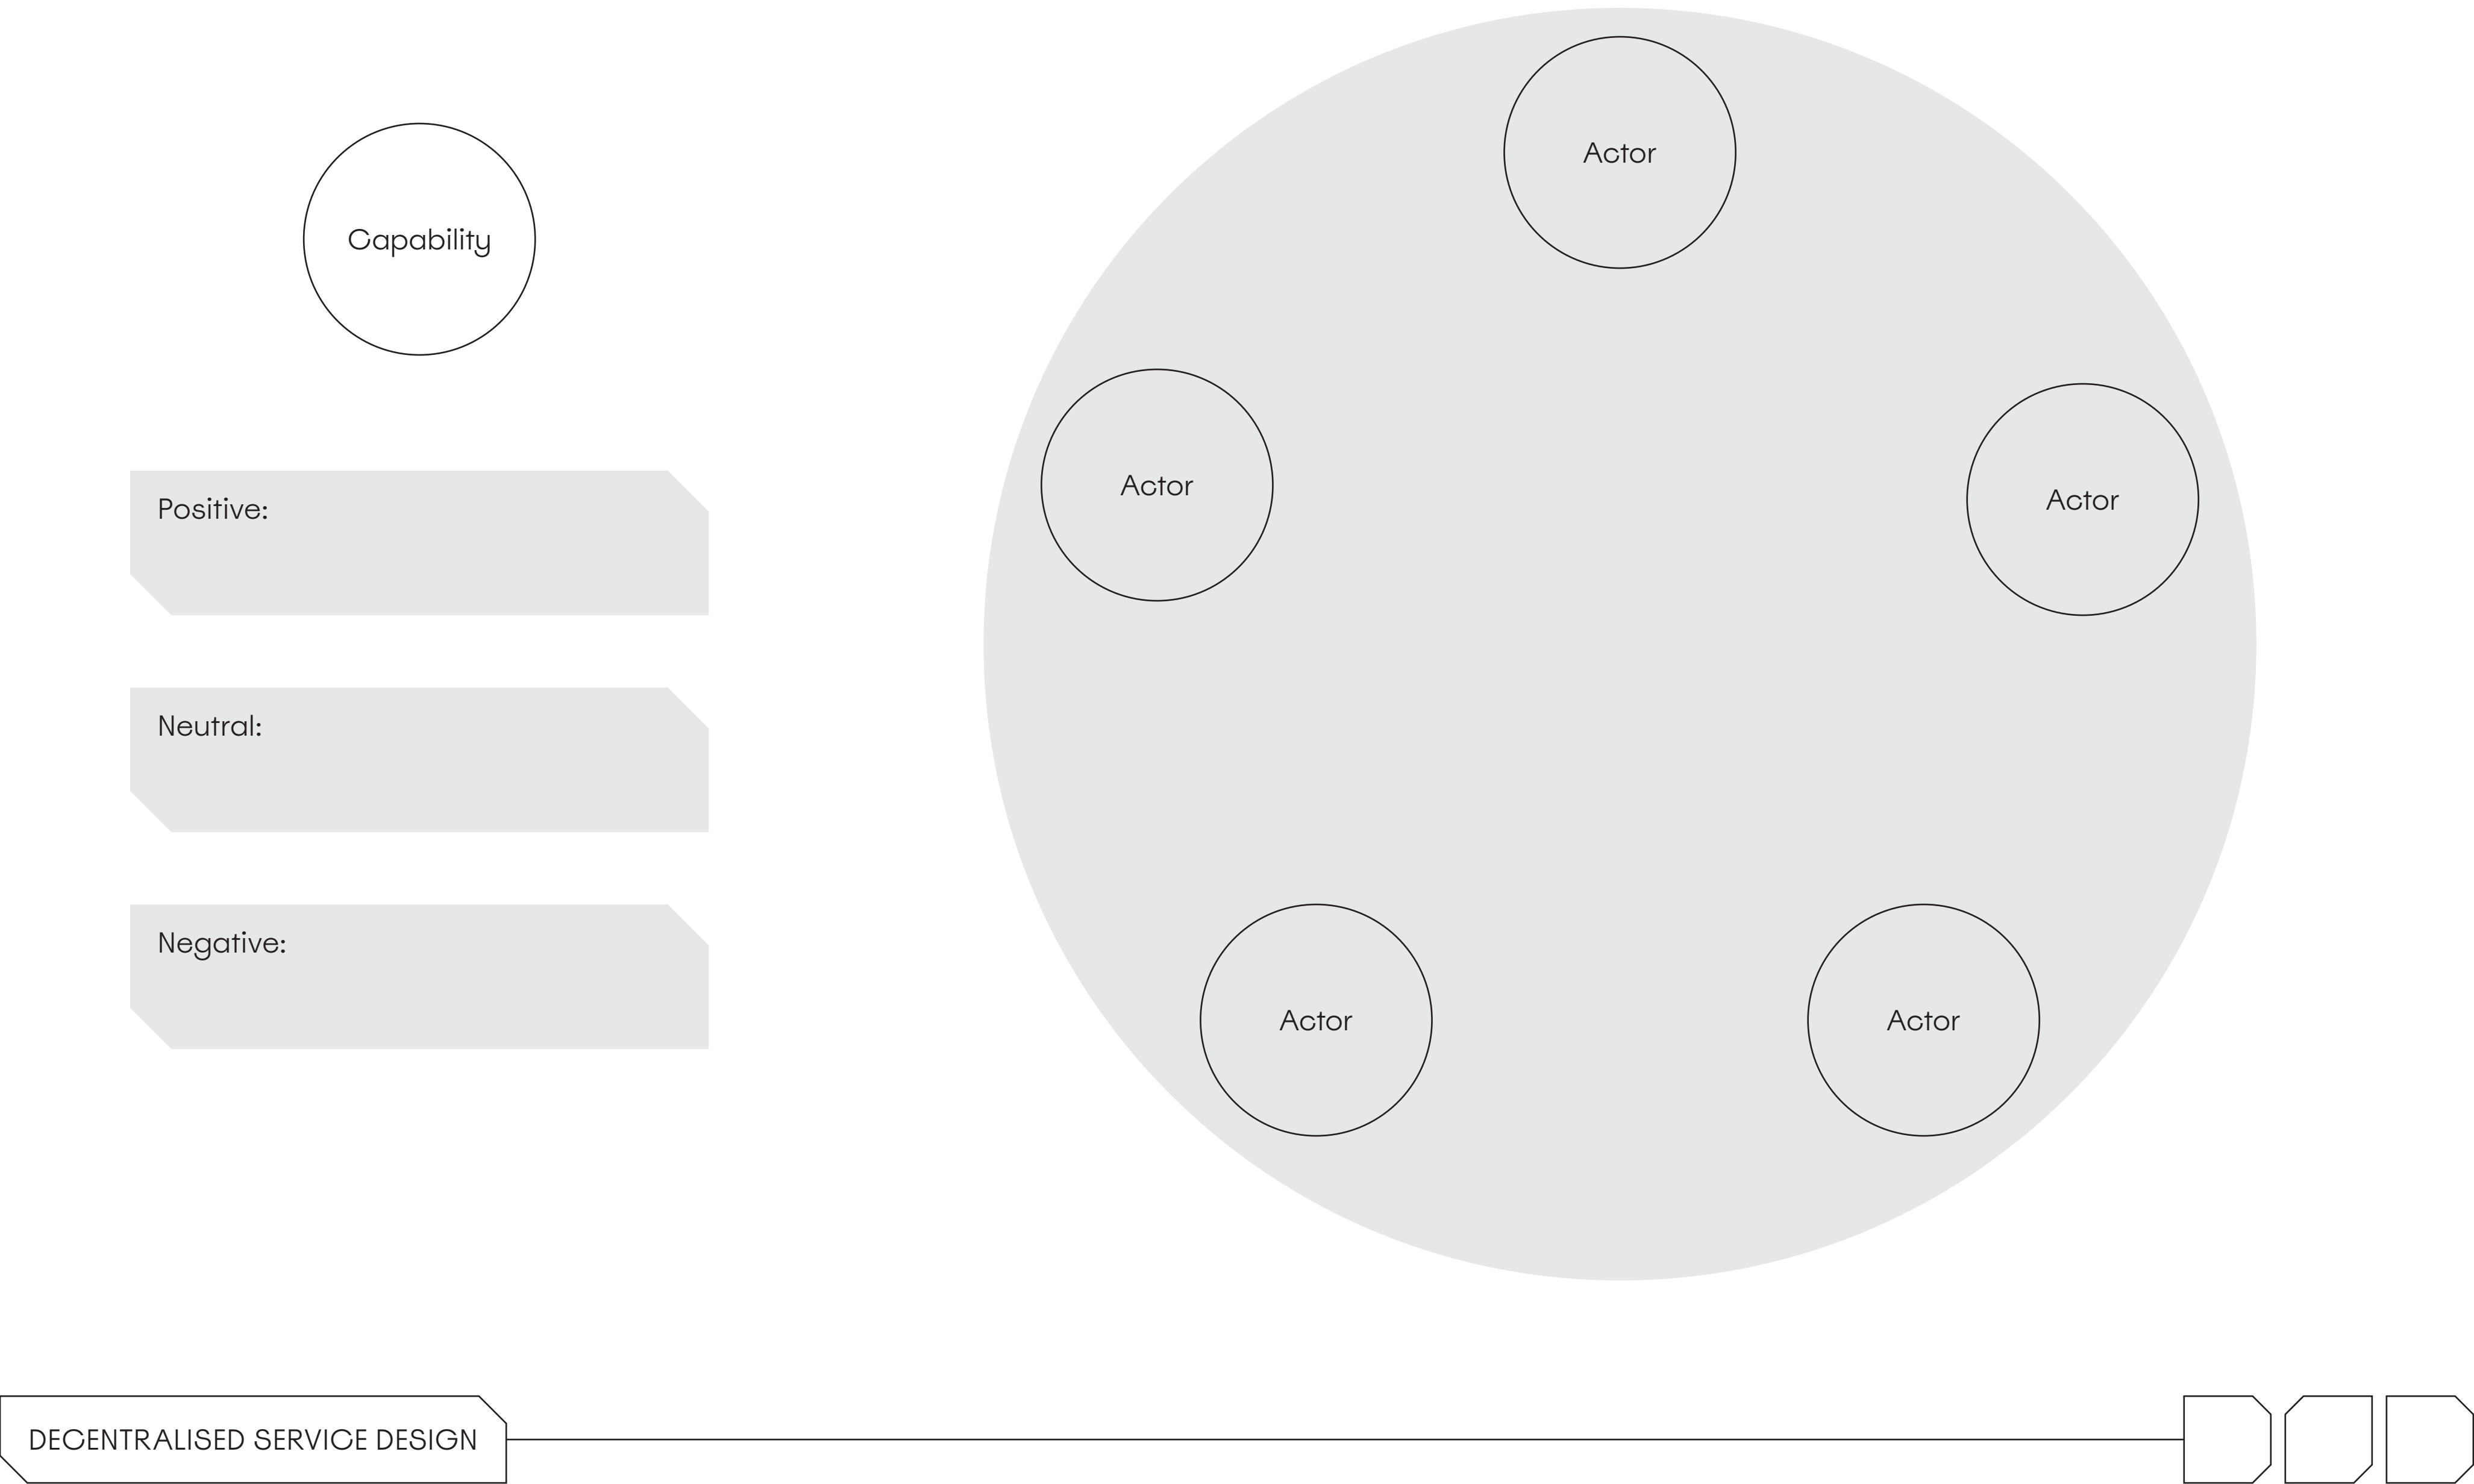 Capability
Positive:
Neutral:
Negative:
Actor
Actor
Actor
Actor
Actor
DECENTRALISED SERVICE DESIGN